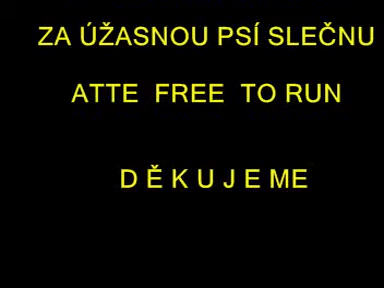 ZA ÚŽASNOU PSÍ SLEČNU
ATTE FREE TO RUN
D Ě K U J E ME